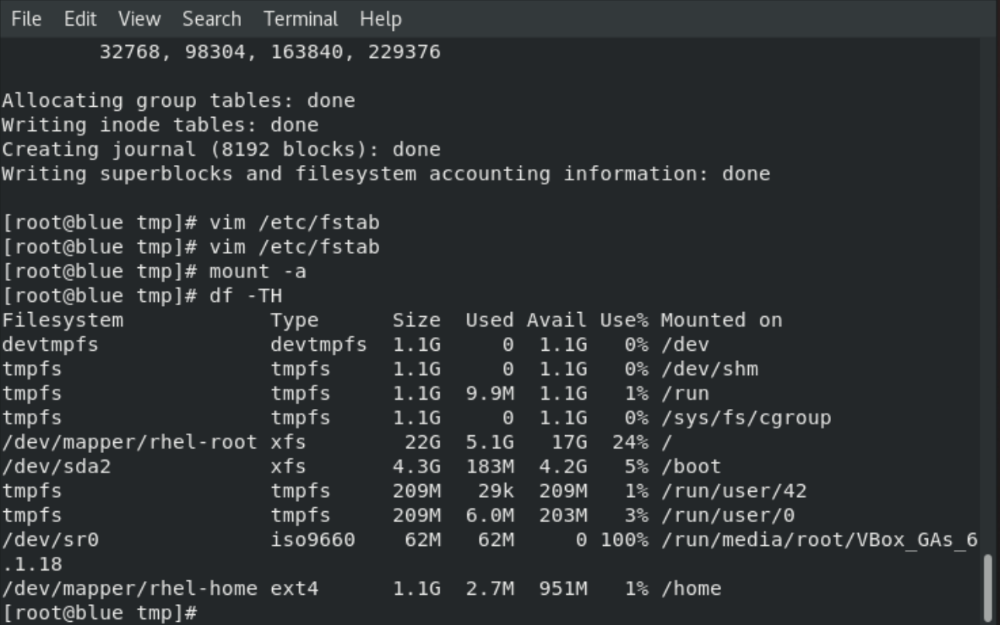 File Edit View Search Terminal Help
32768, 98304, 163840, 229376
Allocating group tables: done
Writing inode tables: done
Creating journal (8192 blocks): done
Writing superblocks and filesystem accounting information: done
[root@blue tmp]# vim /etc/fstab
[root@blue tmp]# vim /etc/fstab
[root@blue tmp]# mount -a
[root@blue tmp]# df -TH
Filesystem            Type      Size  Used Avail Use% Mounted on
devtmpfs              devtmpfs  1.1G     0  1.1G   0% /dev
tmpfs                 tmpfs     1.1G     0  1.1G   0% /dev/shm
tmpfs                 tmpfs     1.1G  9.9M  1.1G   1% /run
tmpfs                 tmpfs     1.1G     0  1.1G   0% /sys/fs/cgroup
/dev/mapper/rhel-root xfs        22G  5.1G   17G  24% /
/dev/sda2             xfs       4.3G  183M  4.2G   5% /boot
tmpfs                 tmpfs     209M   29k  209M   1% /run/user/42
tmpfs                 tmpfs     209M  6.0M  203M   3% /run/user/0
/dev/sr0              iso9660    62M   62M     0 100% /run/media/root/VBox_GAs_6
.1.18
/dev/mapper/rhel-home ext4      1.1G  2.7M  951M   1% /home
[root@blue tmp]#